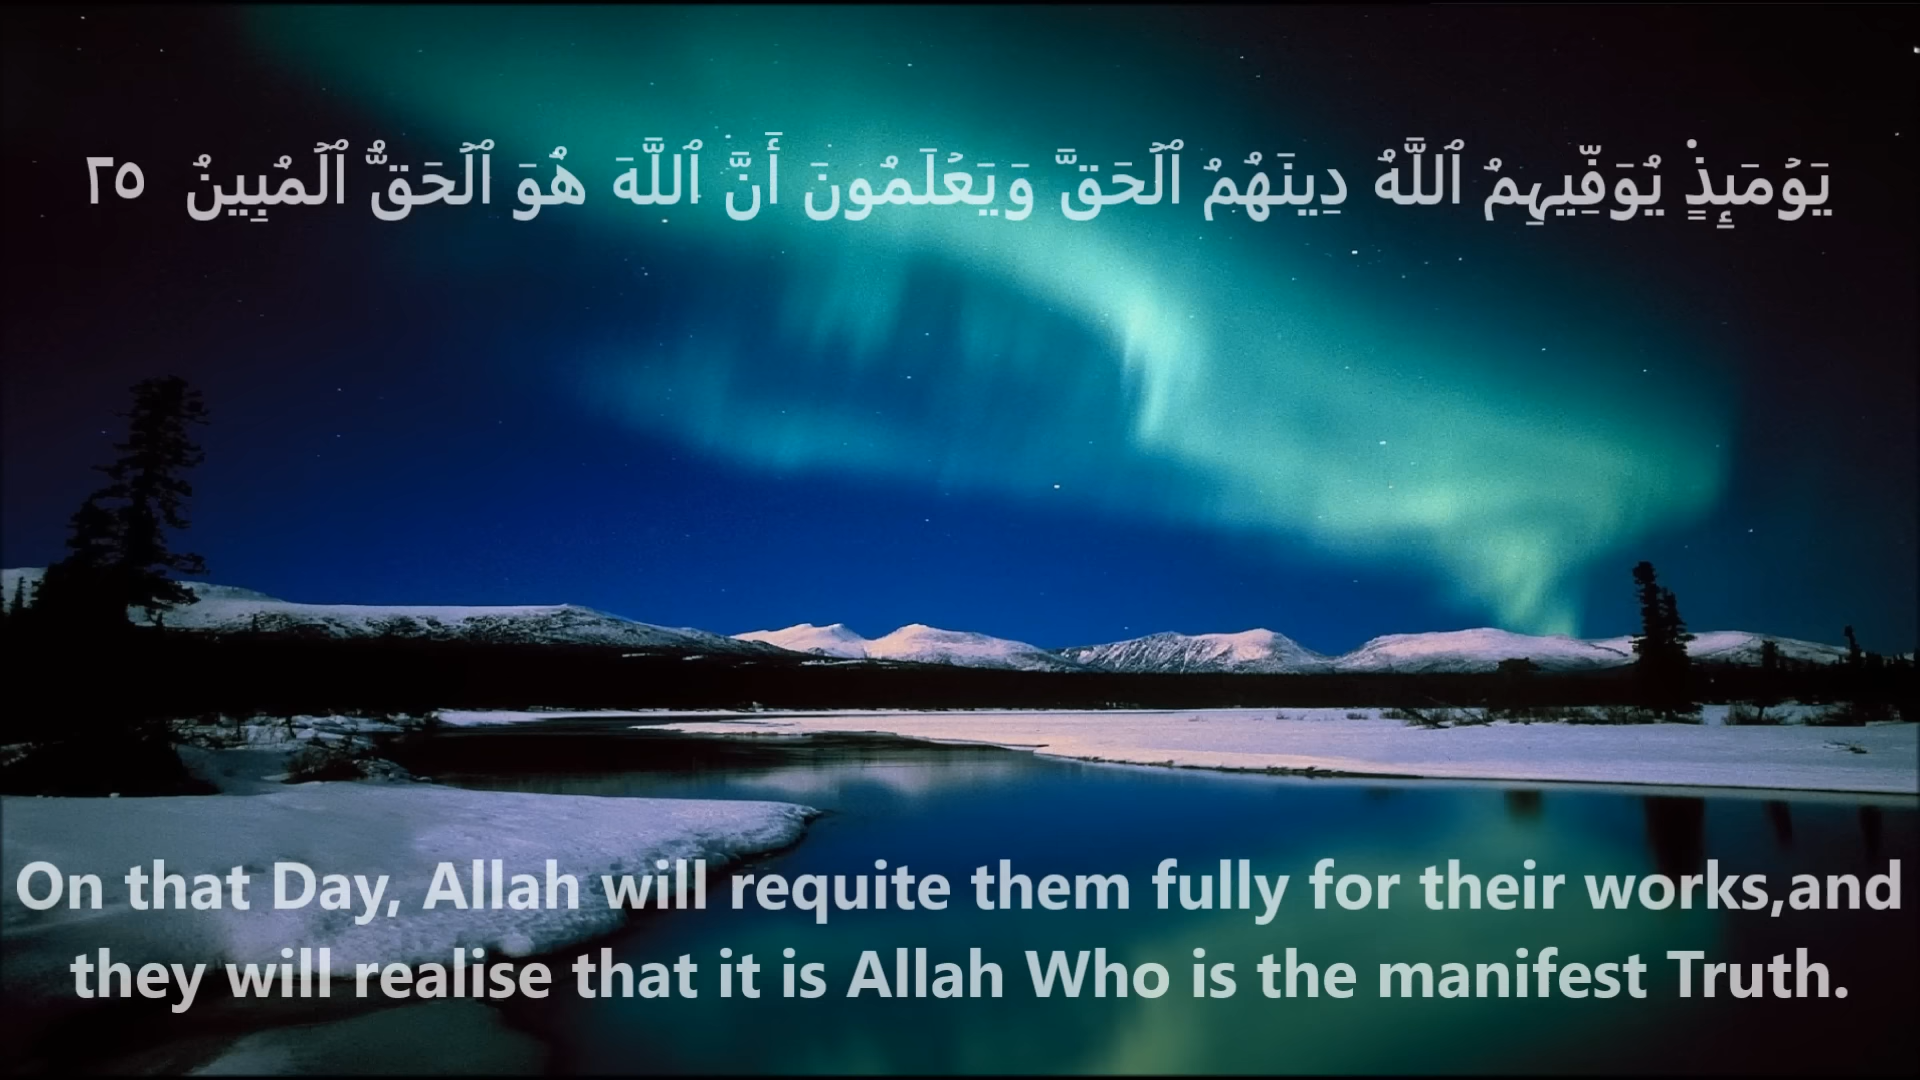 يَوْمَئِذٍ يُوَفِّيهِمُ ٱللَّهُ دِينَهُمُ ٱلْحَقَّ وَيَعْلَمُونَ أَنَّ ٱللَّهَ هُوَ ٱلْحَقُّ ٱلْمُبِينُ ٢٥
On that Day, Allah will requite them fully for their works,and
they will realise that it is Allah Who is the manifest Truth.